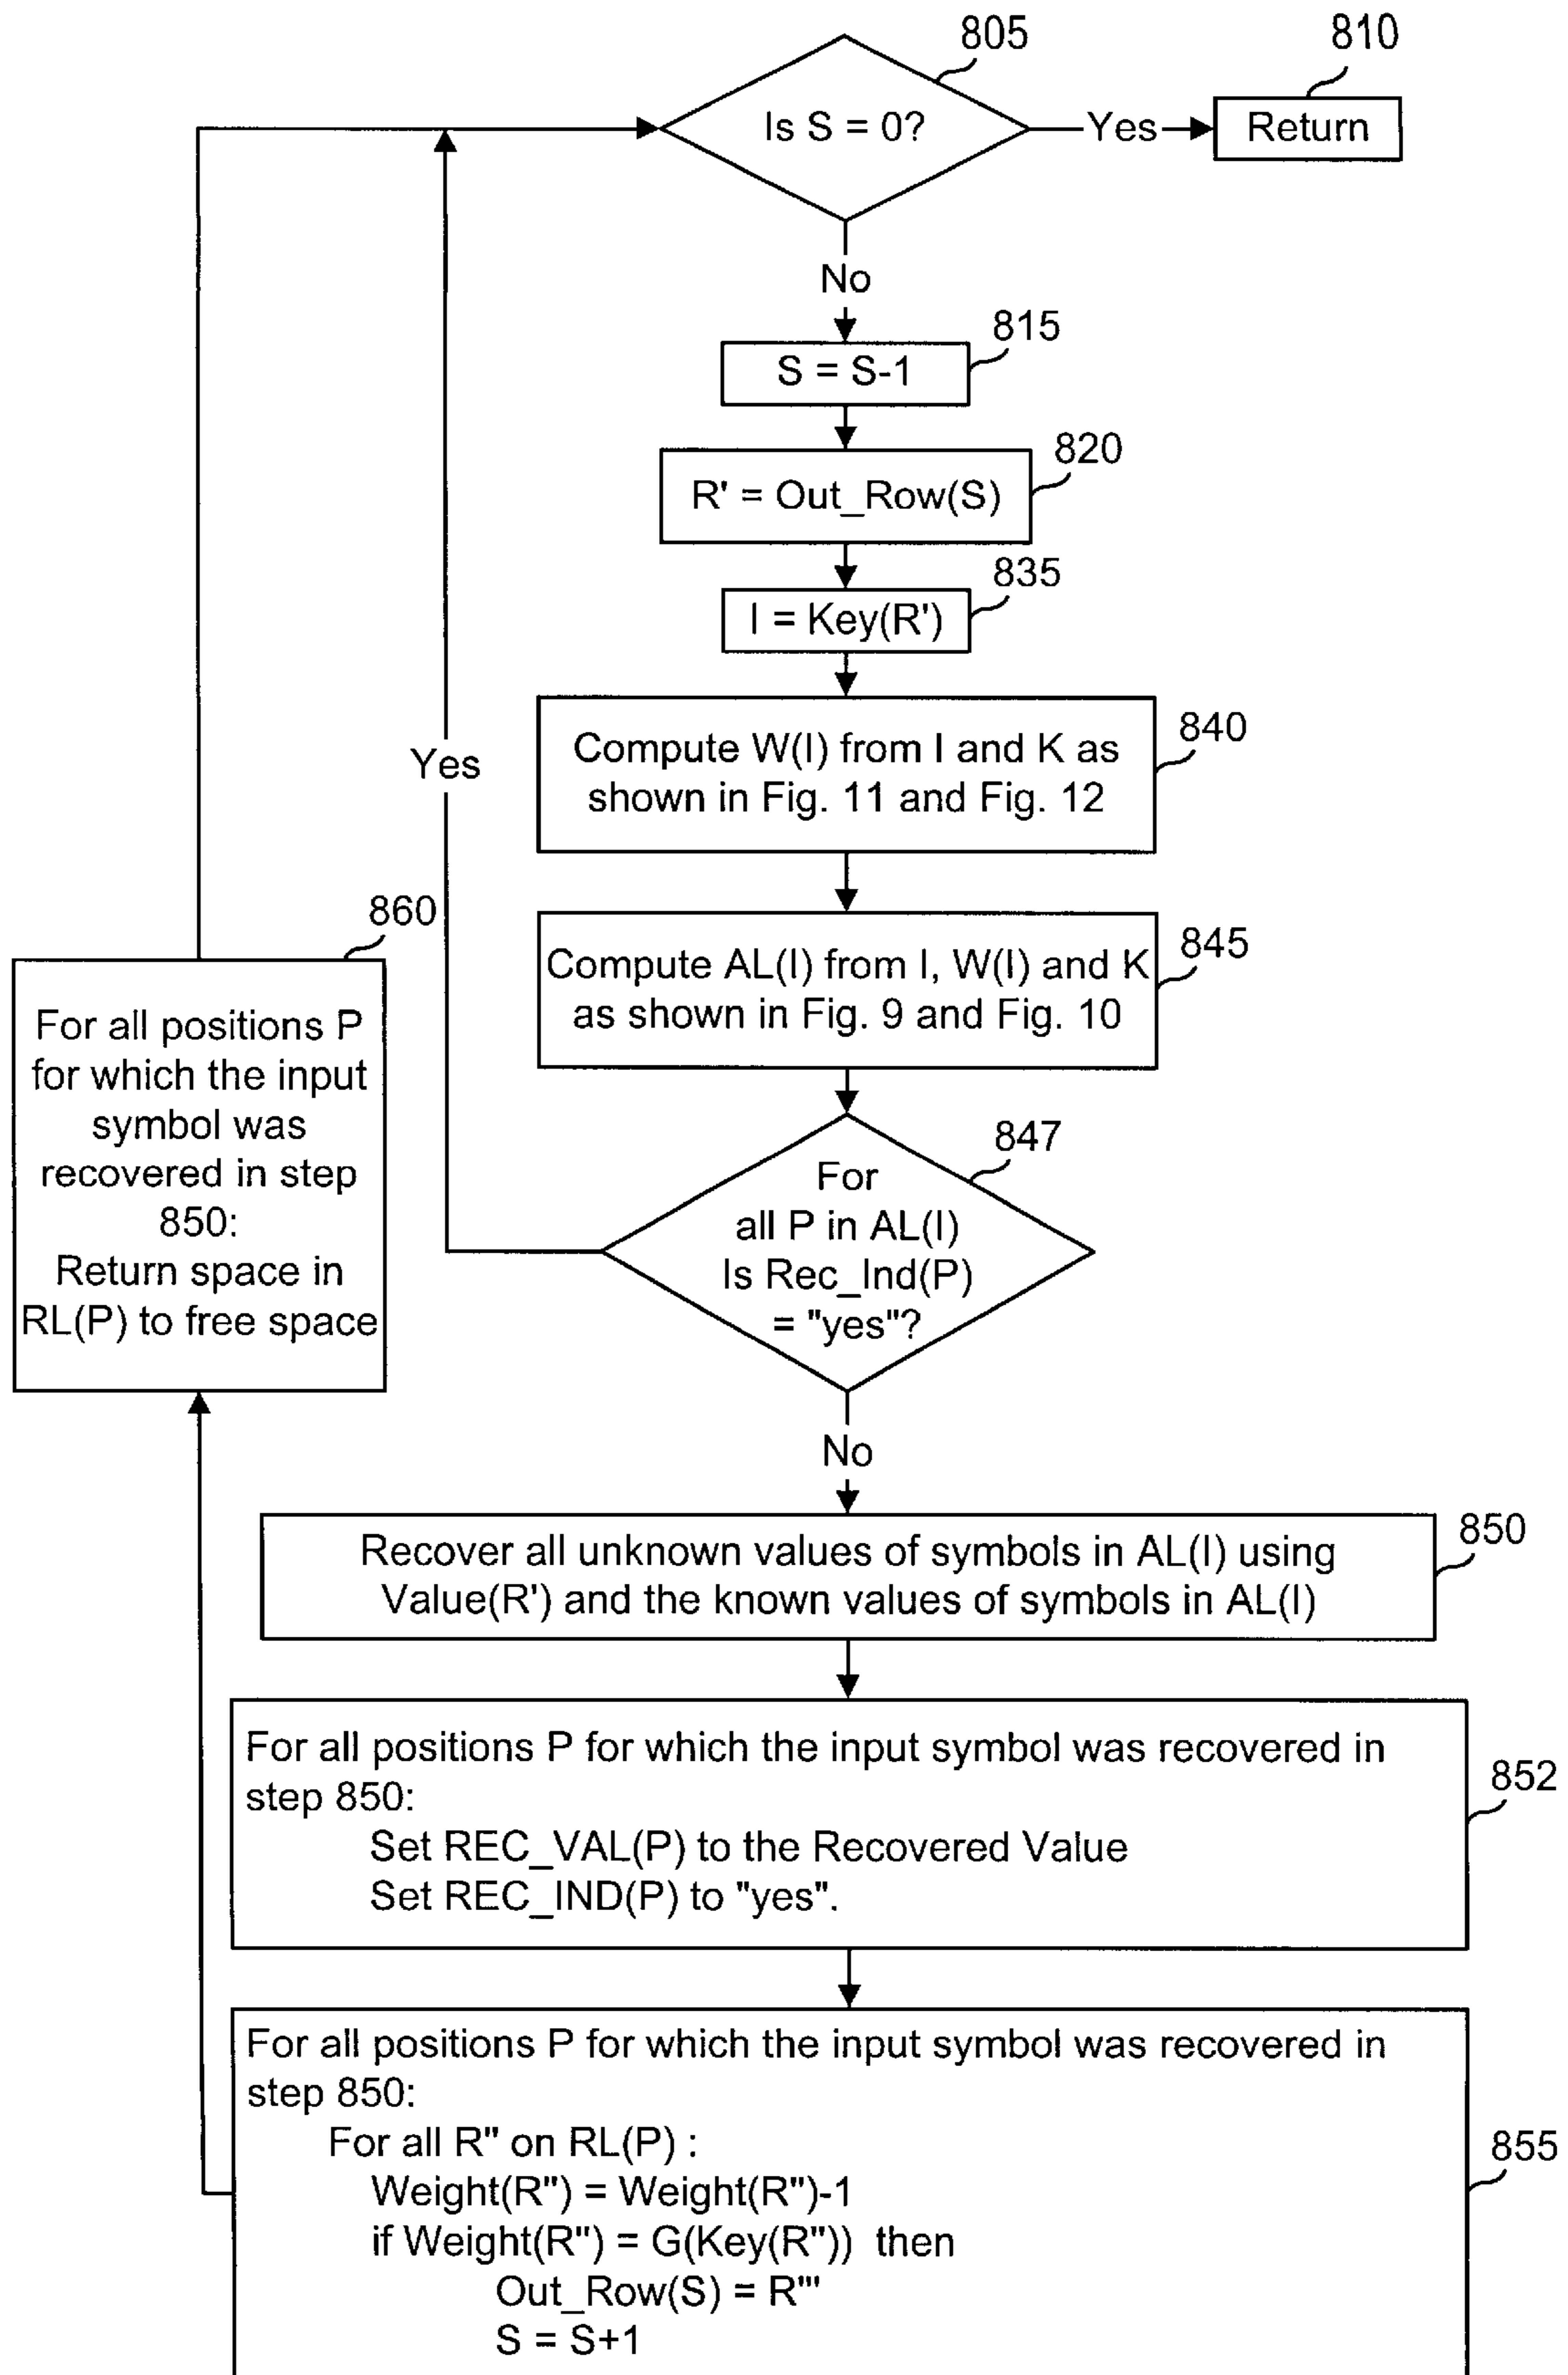 805
810
Is S = 0?
Yes
Return
No
815
S = S-1
820
R' = Out_Row(S)
835
I = Key(R')
840
Compute W(I) from I and K as
shown in Fig. 11 and Fig. 12
Yes
845
Compute AL(I) from I, W(I) and K
as shown in Fig. 9 and Fig. 10
860
For all positions P
for which the input
symbol was
recovered in step
850:
Return space in
RL(P) to free space
847
For
all P in AL(I)
Is Rec_Ind(P)
= "yes"?
No
850
Recover all unknown values of symbols in AL(I) using
Value(R') and the known values of symbols in AL(I)
852
For all positions P for which the input symbol was recovered in
step 850:
Set REC_VAL(P) to the Recovered Value
Set REC_IND(P) to "yes".
855
For all positions P for which the input symbol was recovered in
step 850:
For all R" on RL(P) :
Weight(R") = Weight(R")-1
if Weight(R") = G(Key(R")) then
Out_Row(S) = R"'
S = S+1